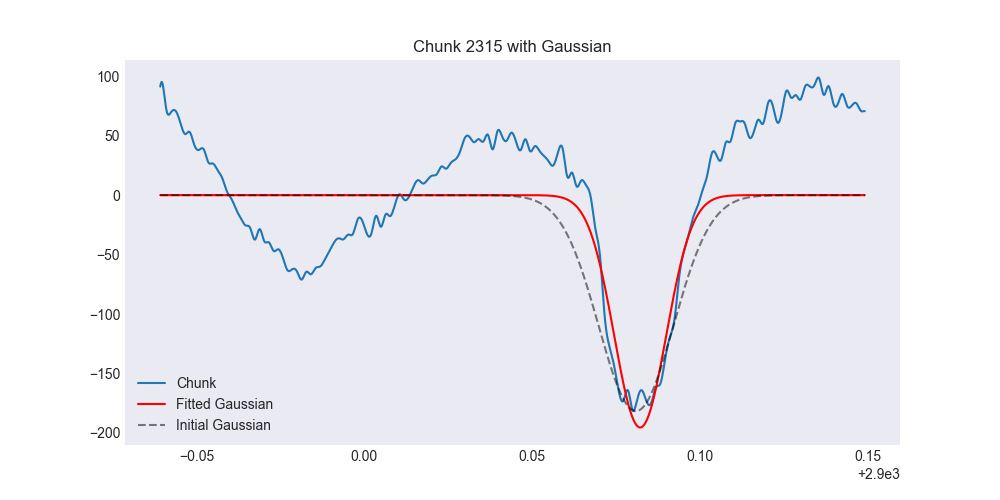 Chunk 2315 with Gaussian
100
50
0
−50
−100
−150
−200
Chunk
Fitted Gaussian
Initial Gaussian
−0.05 0.00 0.05 0.10 0.15
+2.9e3